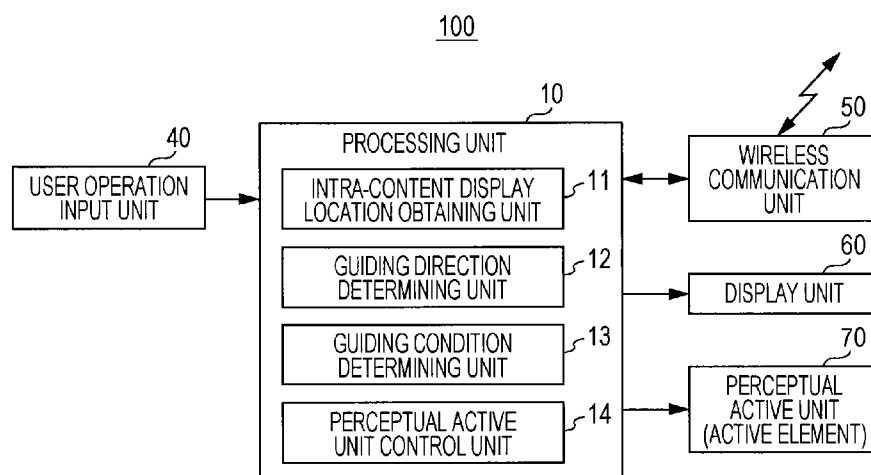 100
10
PROCESSING UNIT
40
USER OPERATION
INPUT UNIT
INTRA-CONTENT DISPLAY
LOCATION OBTAINING UNIT
11
GUIDING DIRECTION
DETERMINING UNIT
12
GUIDING CONDITION
DETERMINING UNIT
13
PERCEPTUAL ACTIVE
UNIT CONTROL UNIT
14
50
WIRELESS
COMMUNICATION
UNIT
60
DISPLAY UNIT
70
PERCEPTUAL
ACTIVE UNIT
(ACTIVE ELEMENT)